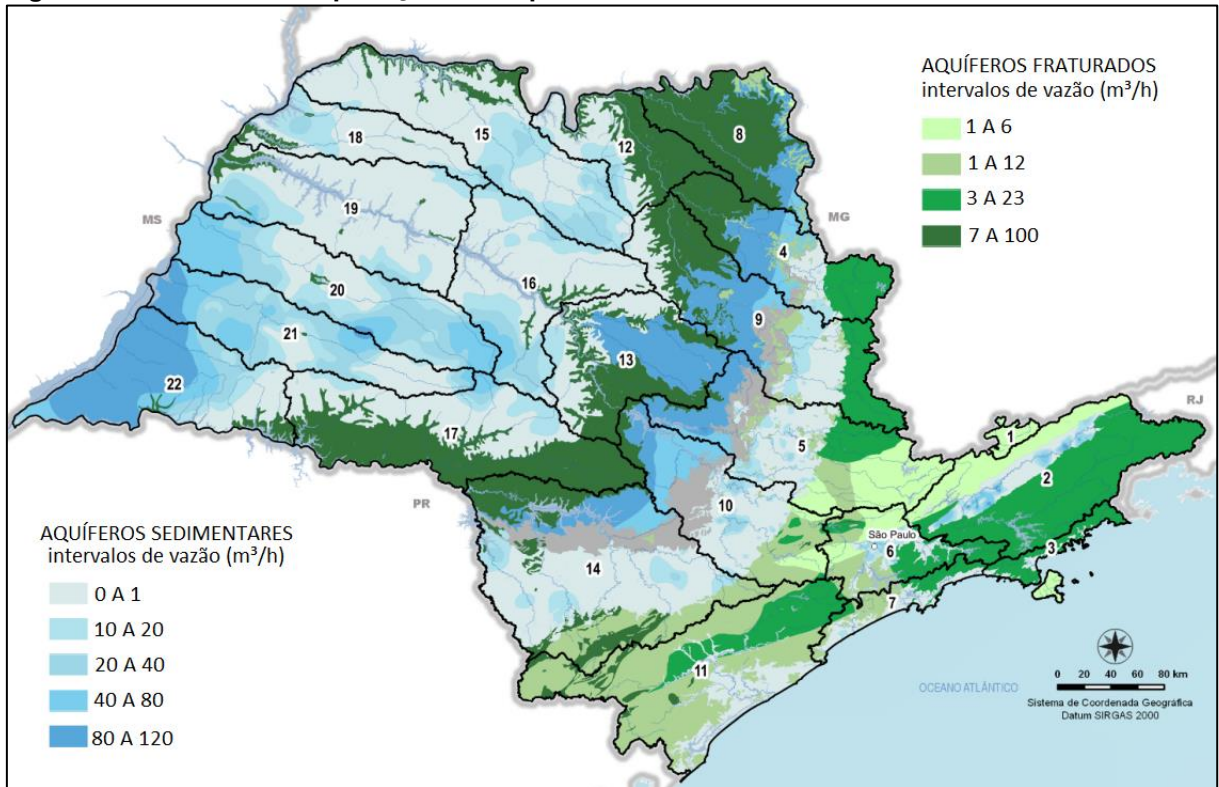 AQUÍFEROS FRATURADOS
intervalos de vazão (m³/h)
1 A 6
1 A 12
3 A 23
7 A 100
18
15
12
8
MS
19
MG
4
20
16
9
21
13
22
17
5
RJ
1
2
PR
10
AQUÍFEROS SEDIMENTARES
intervalos de vazão (m³/h)
0 A 1
10 A 20
20 A 40
40 A 80
80 A 120
São Paulo
6
3
14
7
11
OCEANO ATLÂNTICO
0 20 40 60 80 km
Sistema de Coordenada Geográfica
Datum SIRGAS 2000